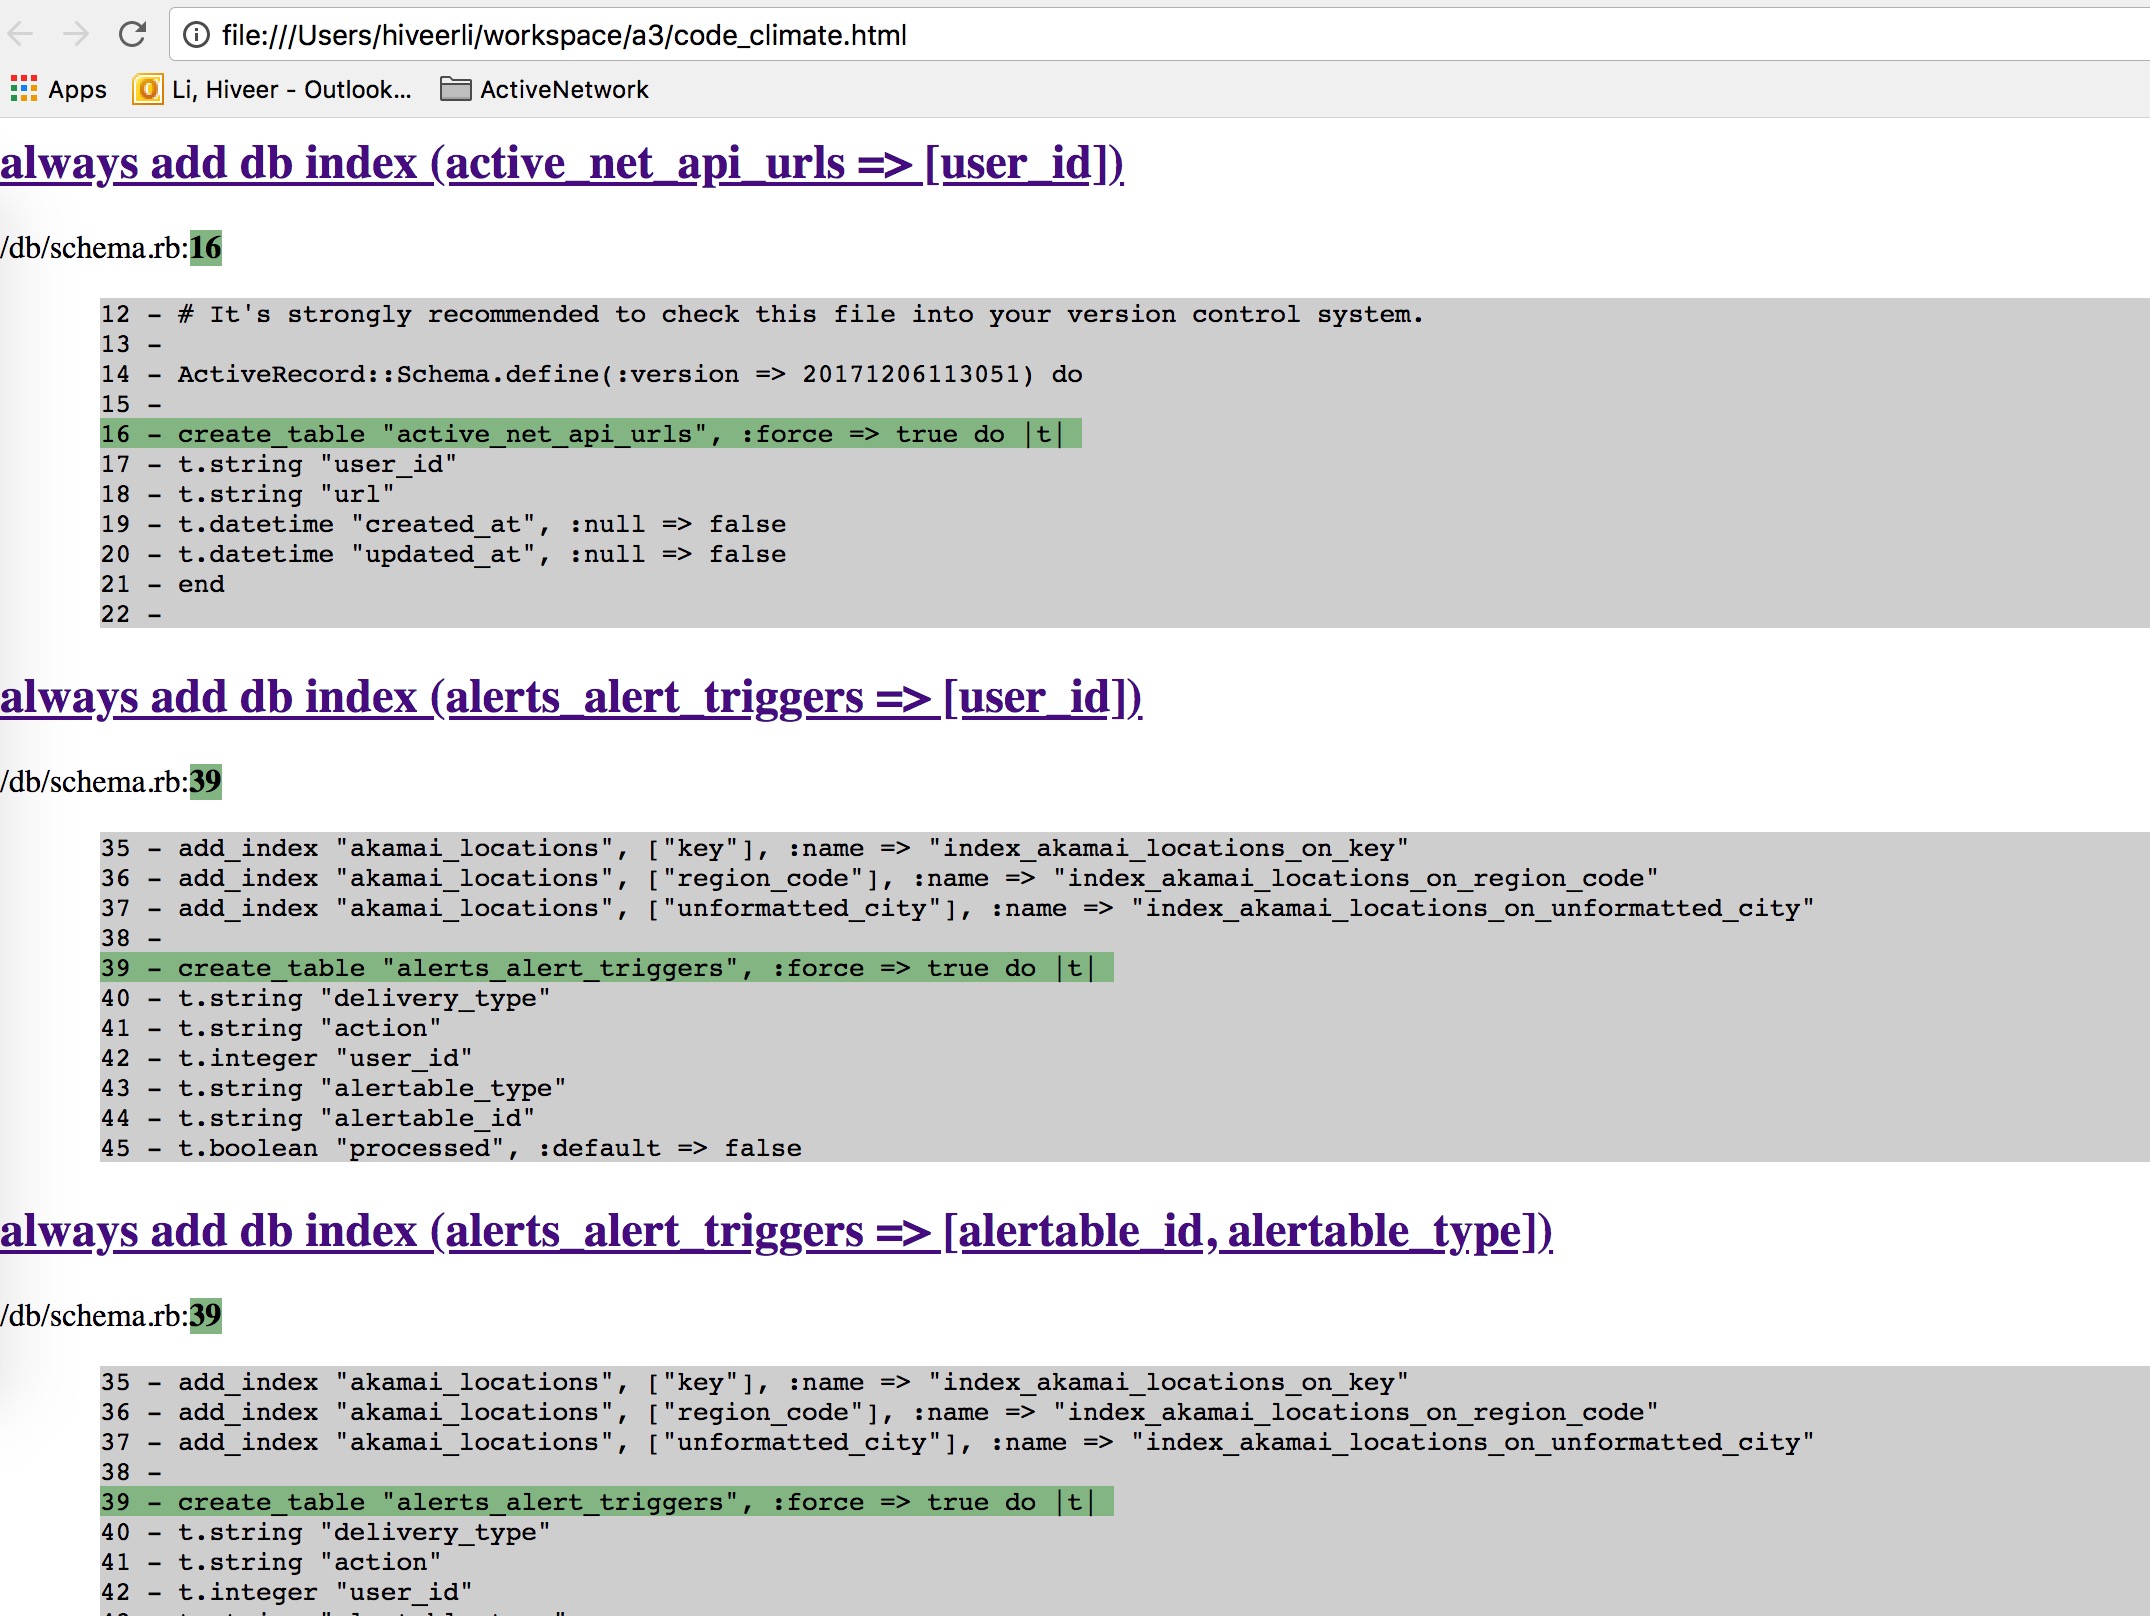 file:///Users/hiveerli/workspace/a3/code_climate.html
Apps Li, Hiveer - Outlook... ActiveNetwork
always add db index (active_net_api_urls => [user_id])
/db/schema.rb:16
12 - # It's strongly recommended to check this file into your version control system.
13 -
14 - ActiveRecord::Schema.define(:version => 20171206113051) do
15 -
16 - create_table "active_net_api_urls", :force => true do |t|
17 - t.string "user_id"
18 - t.string "url"
19 - t.datetime "created_at", :null => false
20 - t.datetime "updated_at", :null => false
21 - end
22 -
always add db index (alerts_alert_triggers => [user_id])
/db/schema.rb:39
35 - add_index "akamai_locations", ["key"], :name => "index_akamai_locations_on_key"
36 - add_index "akamai_locations", ["region_code"], :name => "index_akamai_locations_on_region_code"
37 - add_index "akamai_locations", ["unformatted_city"], :name => "index_akamai_locations_on_unformatted_city"
38 -
39 - create_table "alerts_alert_triggers", :force => true do |t|
40 - t.string "delivery_type"
41 - t.string "action"
42 - t.integer "user_id"
43 - t.string "alertable_type"
44 - t.string "alertable_id"
45 - t.boolean "processed", :default => false
always add db index (alerts_alert_triggers => [alertable_id, alertable_type])
/db/schema.rb:39
35 - add_index "akamai_locations", ["key"], :name => "index_akamai_locations_on_key"
36 - add_index "akamai_locations", ["region_code"], :name => "index_akamai_locations_on_region_code"
37 - add_index "akamai_locations", ["unformatted_city"], :name => "index_akamai_locations_on_unformatted_city"
38 -
39 - create_table "alerts_alert_triggers", :force => true do |t|
40 - t.string "delivery_type"
41 - t.string "action"
42 - t.integer "user_id"